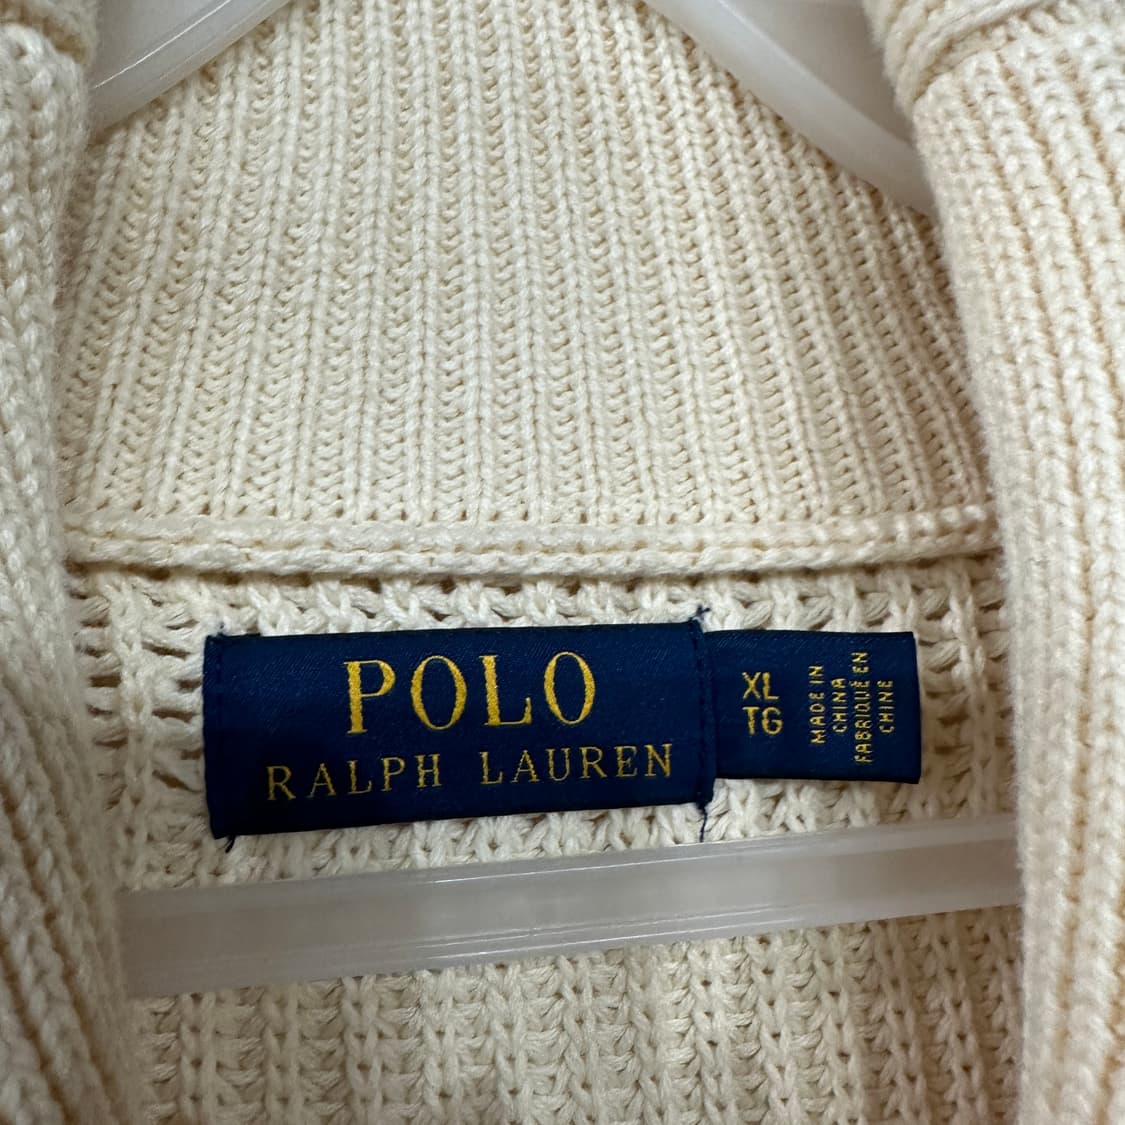 POLO
RALPH LAUREN
XL
TG
MADE IN
CHINA
FABRIQUÉ EN
CHINE